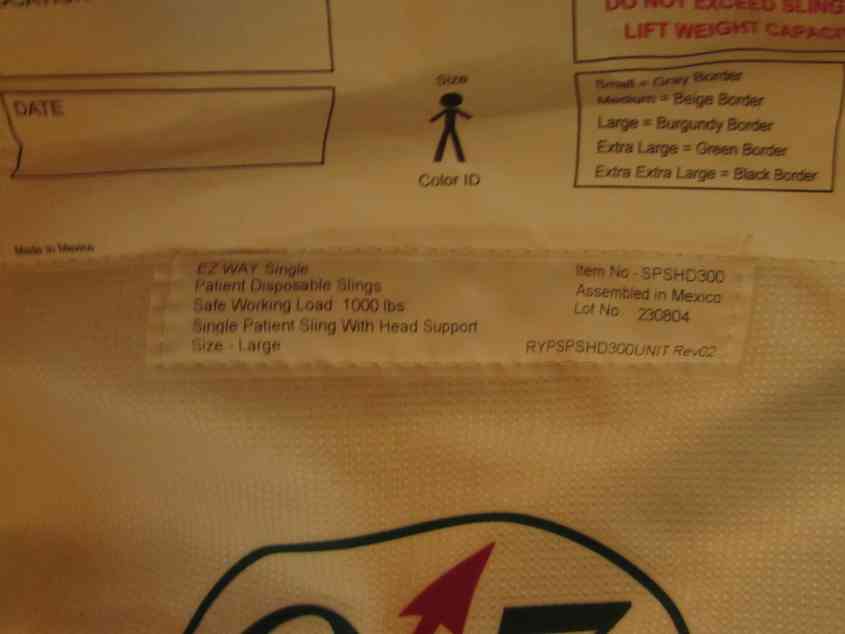 DO NOT EXCEED SLING
LIFT WEIGHT
DATE
Size
Color ID
Small = Gray Border
Medium = Beige Border
Large = Burgundy Border
Extra Large = Green Border
Extra Extra Large = Black Border
Made in Mexico
EZ WAY Single
Patient Disposable Slings
Safe Working Load 1000 lbs
Single Patient Sling With Head Support
Size - Large
Item No - SPSHD300
Assembled in Mexico
Lot No 230804
RYPSPSHD300UNIT Rev02